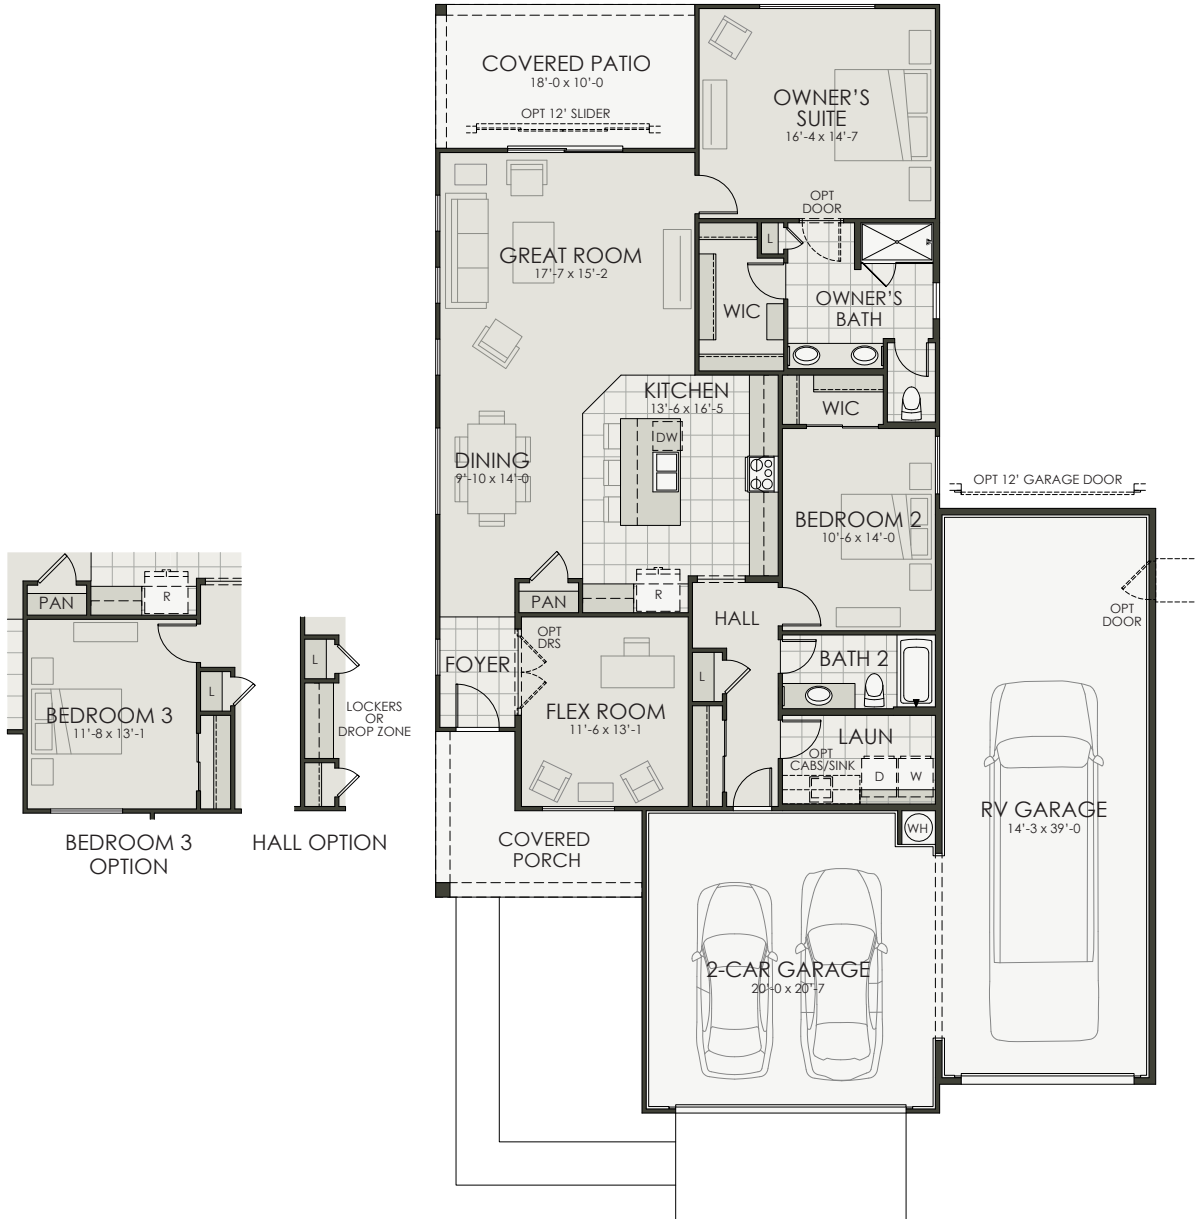 COVERED PATIO
18'-0 x 10'-0
OPT 12' SLIDER
OWNER'S
SUITE
16'-4 x 14'-7
OPT
DOOR
GREAT ROOM
17'-7 x 15'-2
L
WIC
OWNER'S
BATH
KITCHEN
13'-6 x 16'-5
WIC
DW
DINING
9'-10 x 14'-0
BEDROOM 2
10'-6 x 14'-0
OPT 12' GARAGE DOOR
PAN
R
HALL
OPT
DOOR
FOYER
OPT
DRS
L
BATH 2
FLEX ROOM
11'-6 x 13'-1
LAUN
OPT
CABS/SINK
D
W
WH
COVERED
PORCH
RV GARAGE
14'-3 x 39'-0
2-CAR GARAGE
20'-0 x 20'-7
PAN
R
L
BEDROOM 3
11'-8 x 13'-1
BEDROOM 3
OPTION
L
LOCKERS
OR
DROP ZONE
HALL OPTION